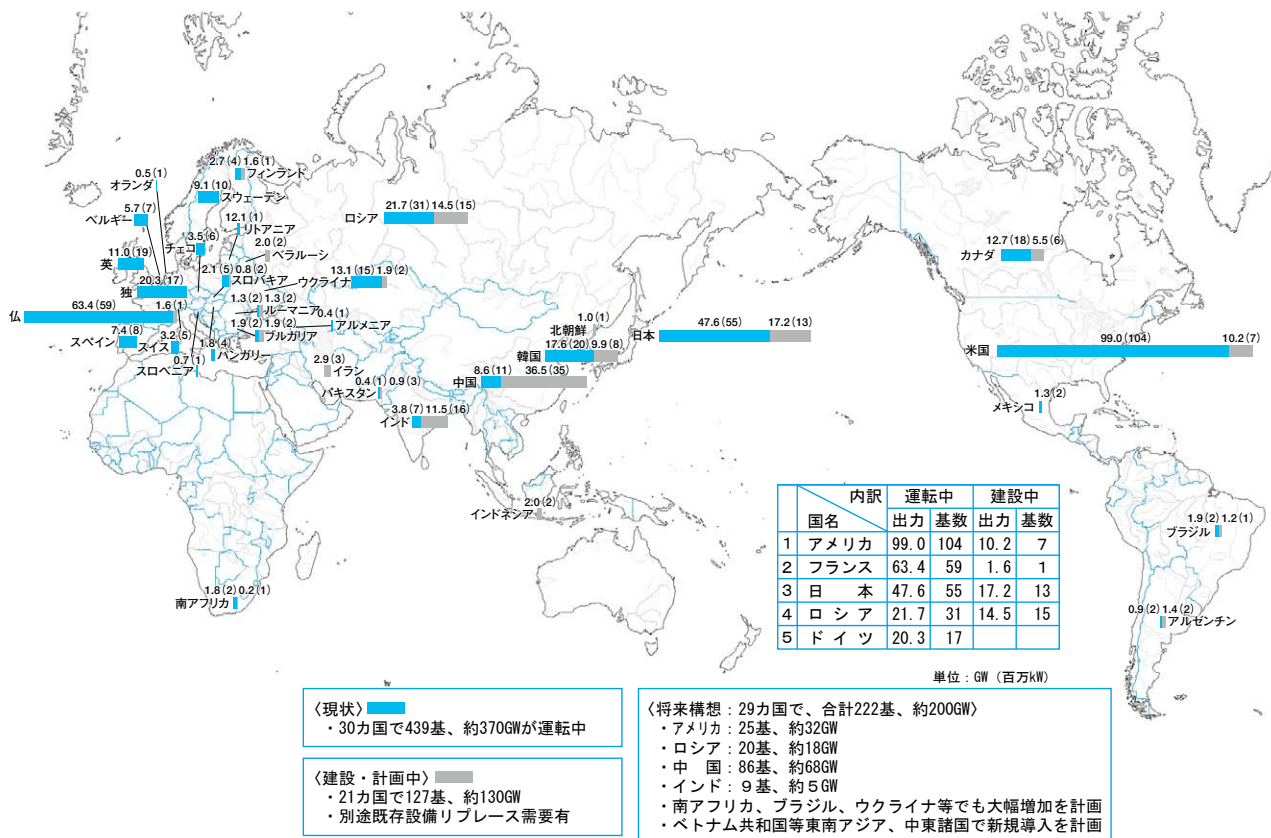 2.7(4) 1.6(1)
フィンランド
0.5(1)
オランダ
9.1(10)
スウェーデン
5.7(7)
ベルギー
12.1(1)
リトアニア
21.7(31) 14.5(15)
ロシア
3.5(6)
チェコ
2.0(2)
ベラルーシ
11.0(19)
英
2.1(5) 0.8(2)
スロバキア
13.1(15) 1.9(2)
ウクライナ
20.3(17)
独
63.4(59)
1.6(1)
仏
1.3(2) 1.3(2)
ルーマニア
0.4(1)
アルメニア
1.9(2) 1.9(2)
ブルガリア
7.4(8)
スペイン
3.2(5)
スイス
1.8(4)
ハンガリー
0.7(1)
スロベニア
2.9(3)
イラン
0.4(1) 0.9(3)
パキスタン
3.8(7) 11.5(16)
インド
1.0(1)
北朝鮮
17.6(20) 9.9(8)
韓国
8.6(11) 36.5(35)
中国
47.6(55) 17.2(13)
日本
2.0(2)
インドネシア
1.8(2) 0.2(1)
南アフリカ
12.7(18) 5.5(6)
カナダ
99.0(104) 10.2(7)
米国
1.3(2)
メキシコ
1.9(2) 1.2(1)
ブラジル
0.9(2) 1.4(2)
アルゼンチン
内訳 運転中 建設中
国名 出力 基数 出力 基数
1 アメリカ 99.0 104 10.2 7
2 フランス 63.4 59 1.6 1
3 日本 47.6 55 17.2 13
4 ロシア 21.7 31 14.5 15
5 ドイツ 20.3 17
単位:GW(百万kW)
〈現状〉
・30カ国で439基、約370GWが運転中
〈建設・計画中〉
・21カ国で127基、約130GW
・別途既存設備リプレース需要有
〈将来構想:29カ国で、合計222基、約200GW〉
・アメリカ:25基、約32GW
・ロシア:20基、約18GW
・中国:86基、約68GW
・インド:9基、約5GW
・南アフリカ、ブラジル、ウクライナ等でも大幅増加を計画
・ベトナム共和国等東南アジア、中東諸国で新規導入を計画